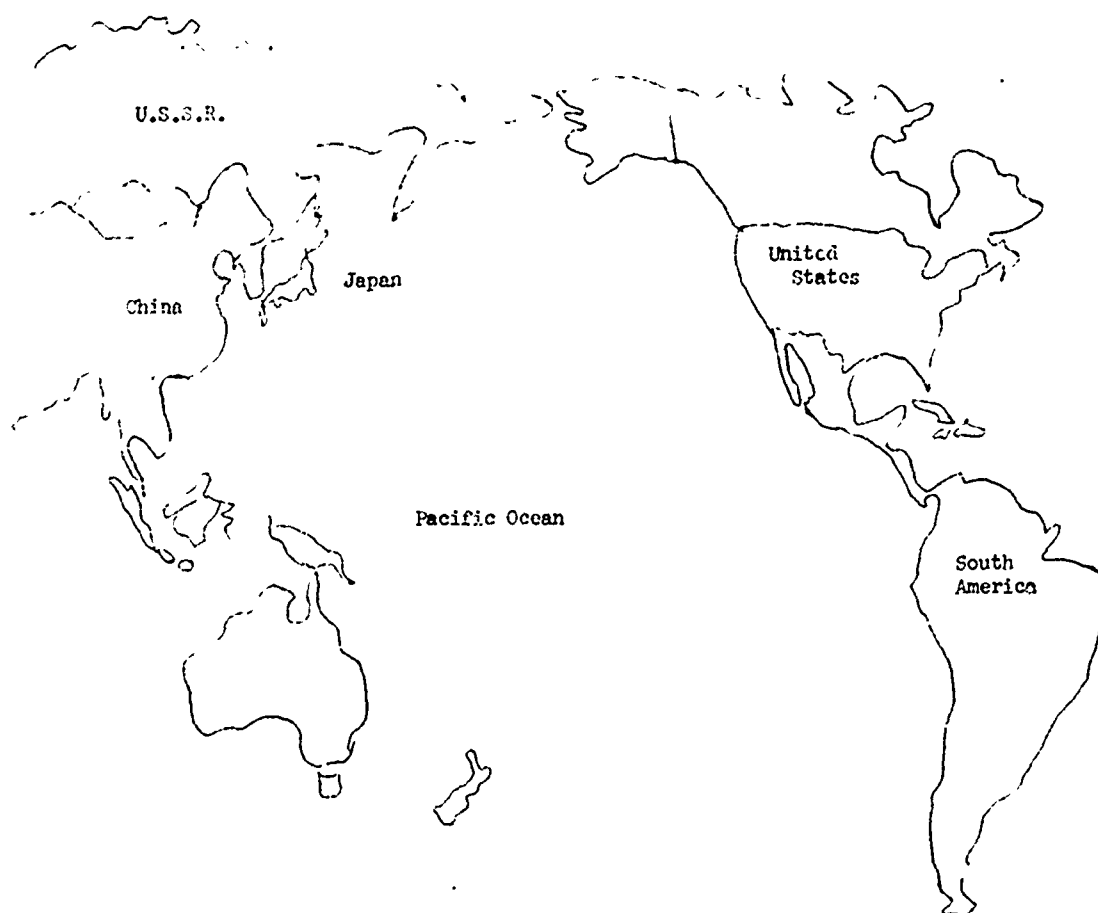 U.S.S.R.
United
States
Japan
China
Pacific Ocean
South
America